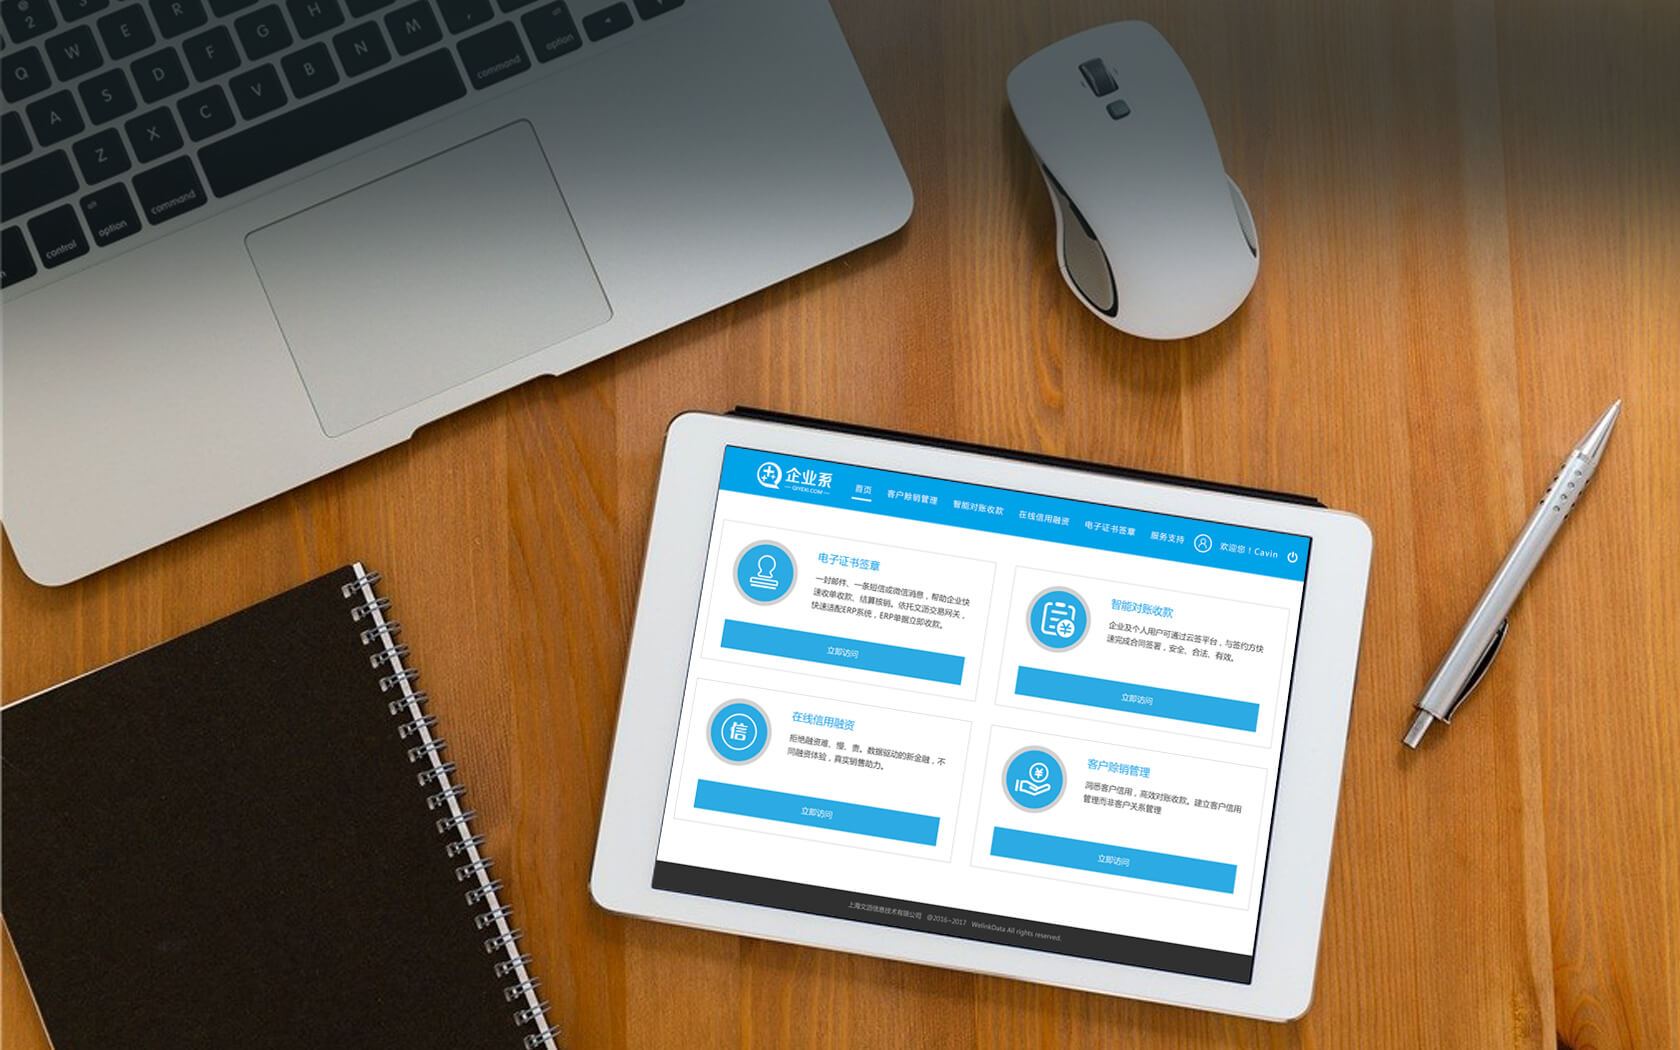 @
2
3
Q
W
E
R
A
S
D
F
G
H
Z
X
C
V
B
N
M
,
control
alt
option
command
command
alt
option
企业系
QIYEXI.COM
首页
客户赊销管理
智能对账收款
在线信用融资
电子证书签章
服务支持
欢迎您！Cavin
电子证书签章
一封邮件、一条短信或微信消息，帮助企业快
速收单收款、结算核销。依托文沥交易网关，
快速适配ERP系统，ERP单据立即收款。
立即访问
智能对账收款
企业及个人用户可通过云签平台，与签约方快
速完成合同签署，安全、合法、有效。
立即访问
信
在线信用融资
拒绝融资难、慢、贵。数据驱动的新金融，不
同融资体验，真实销售助力。
立即访问
客户赊销管理
洞悉客户信用，高效对账收款。建立客户信用
管理而非客户关系管理
立即访问
上海文沥信息技术有限公司 @2016-2017 WelinkData All rights reserved.